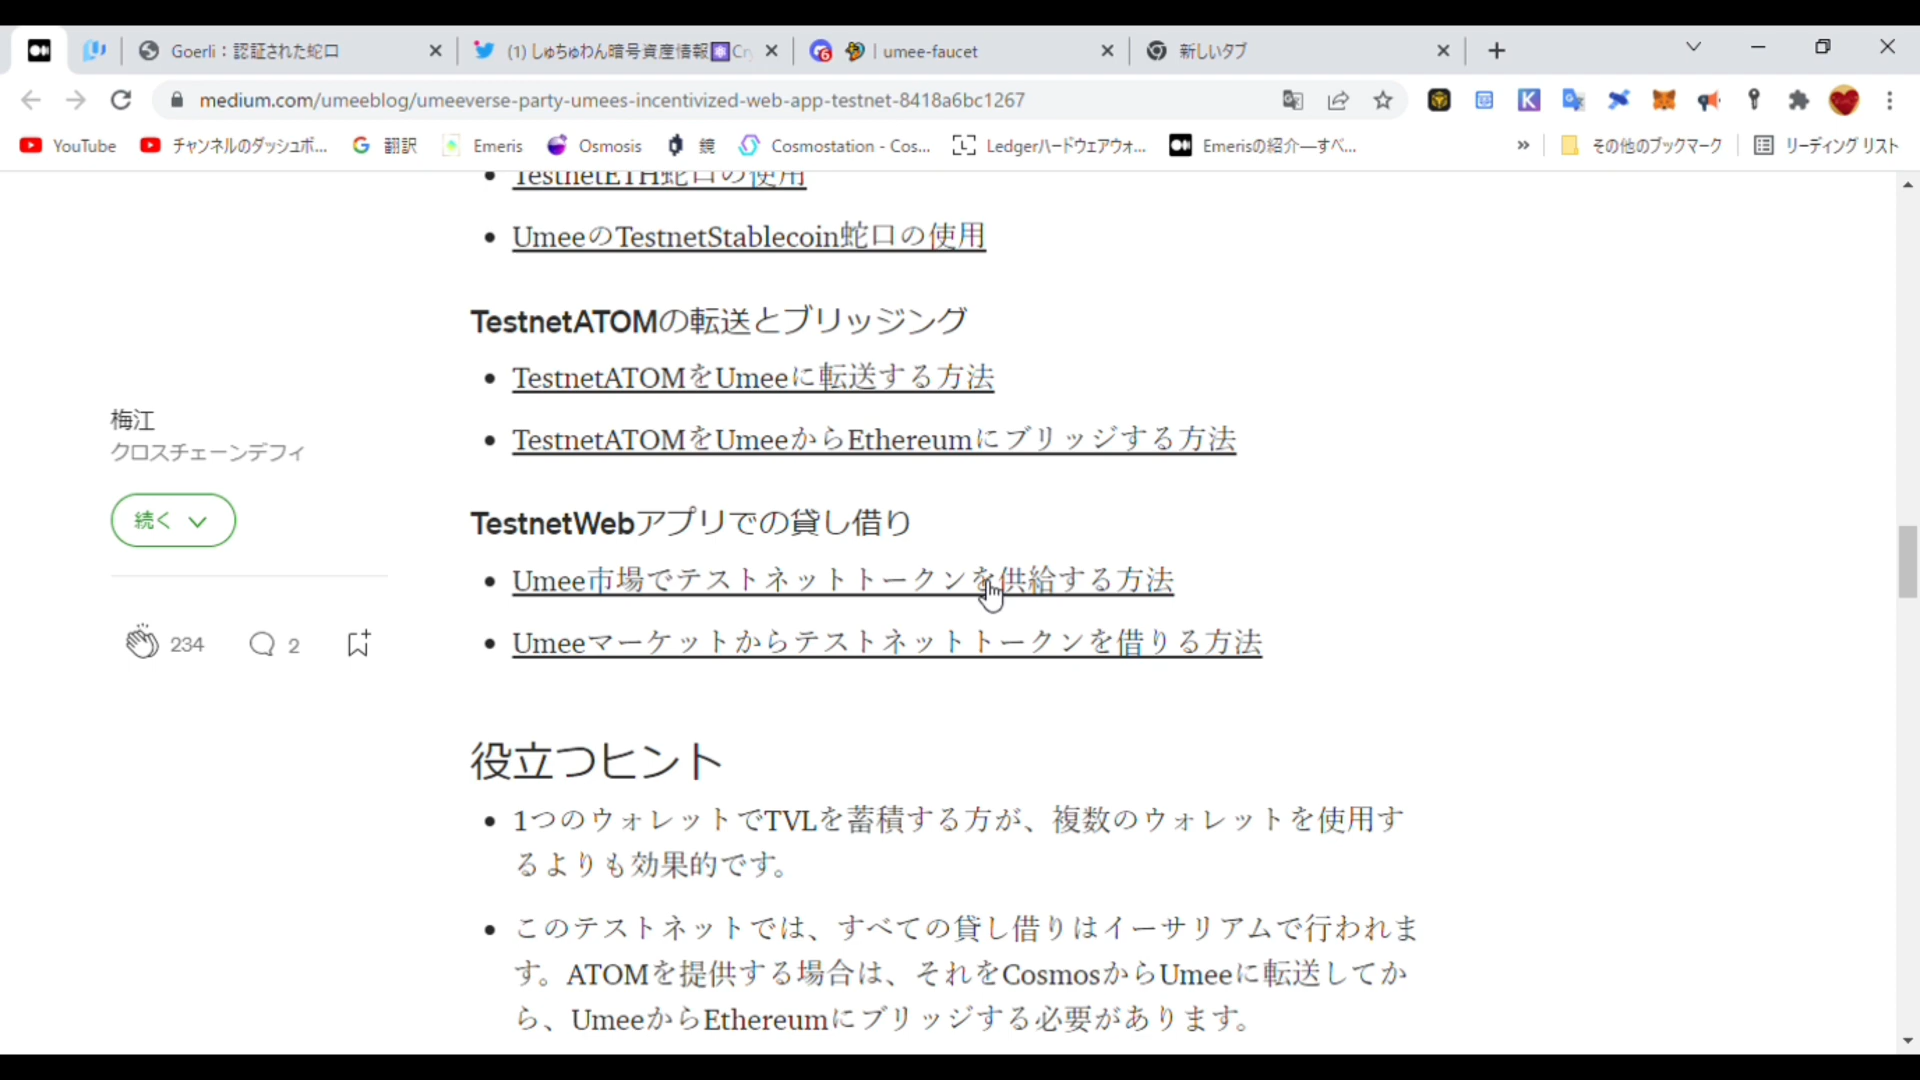 Goerli：認証された蛇口
(1) しゅちゅわん暗号資産情報⚛Cr
| umee-faucet
新しいタブ
medium.com/umeeblog/umeeverse-party-umees-incentivized-web-app-testnet-8418a6bc1267
YouTube
チャンネルのダッシュボ...
翻訳
Emeris
Osmosis
鏡
Cosmostation - Cos...
Ledgerハードウェアウォ...
Emerisの紹介—すべ...
»
その他のブックマーク
リーディング リスト
TestnetETH蛇口の使用
UmeeのTestnetStablecoin蛇口の使用
TestnetATOMの転送とブリッジング
TestnetATOMをUmeeに転送する方法
TestnetATOMをUmeeからEthereumにブリッジする方法
梅江
クロスチェーンデフィ
続く
234
2
TestnetWebアプリでの貸し借り
Umee市場でテストネットトークンを供給する方法
Umeeマーケットからテストネットトークンを借りる方法
役立つヒント
1つのウォレットでTVLを蓄積する方が、複数のウォレットを使用す
るよりも効果的です。
このテストネットでは、すべての貸し借りはイーサリアムで行われま
す。ATOMを提供する場合は、それをCosmosからUmeeに転送してか
ら、UmeeからEthereumにブリッジする必要があります。